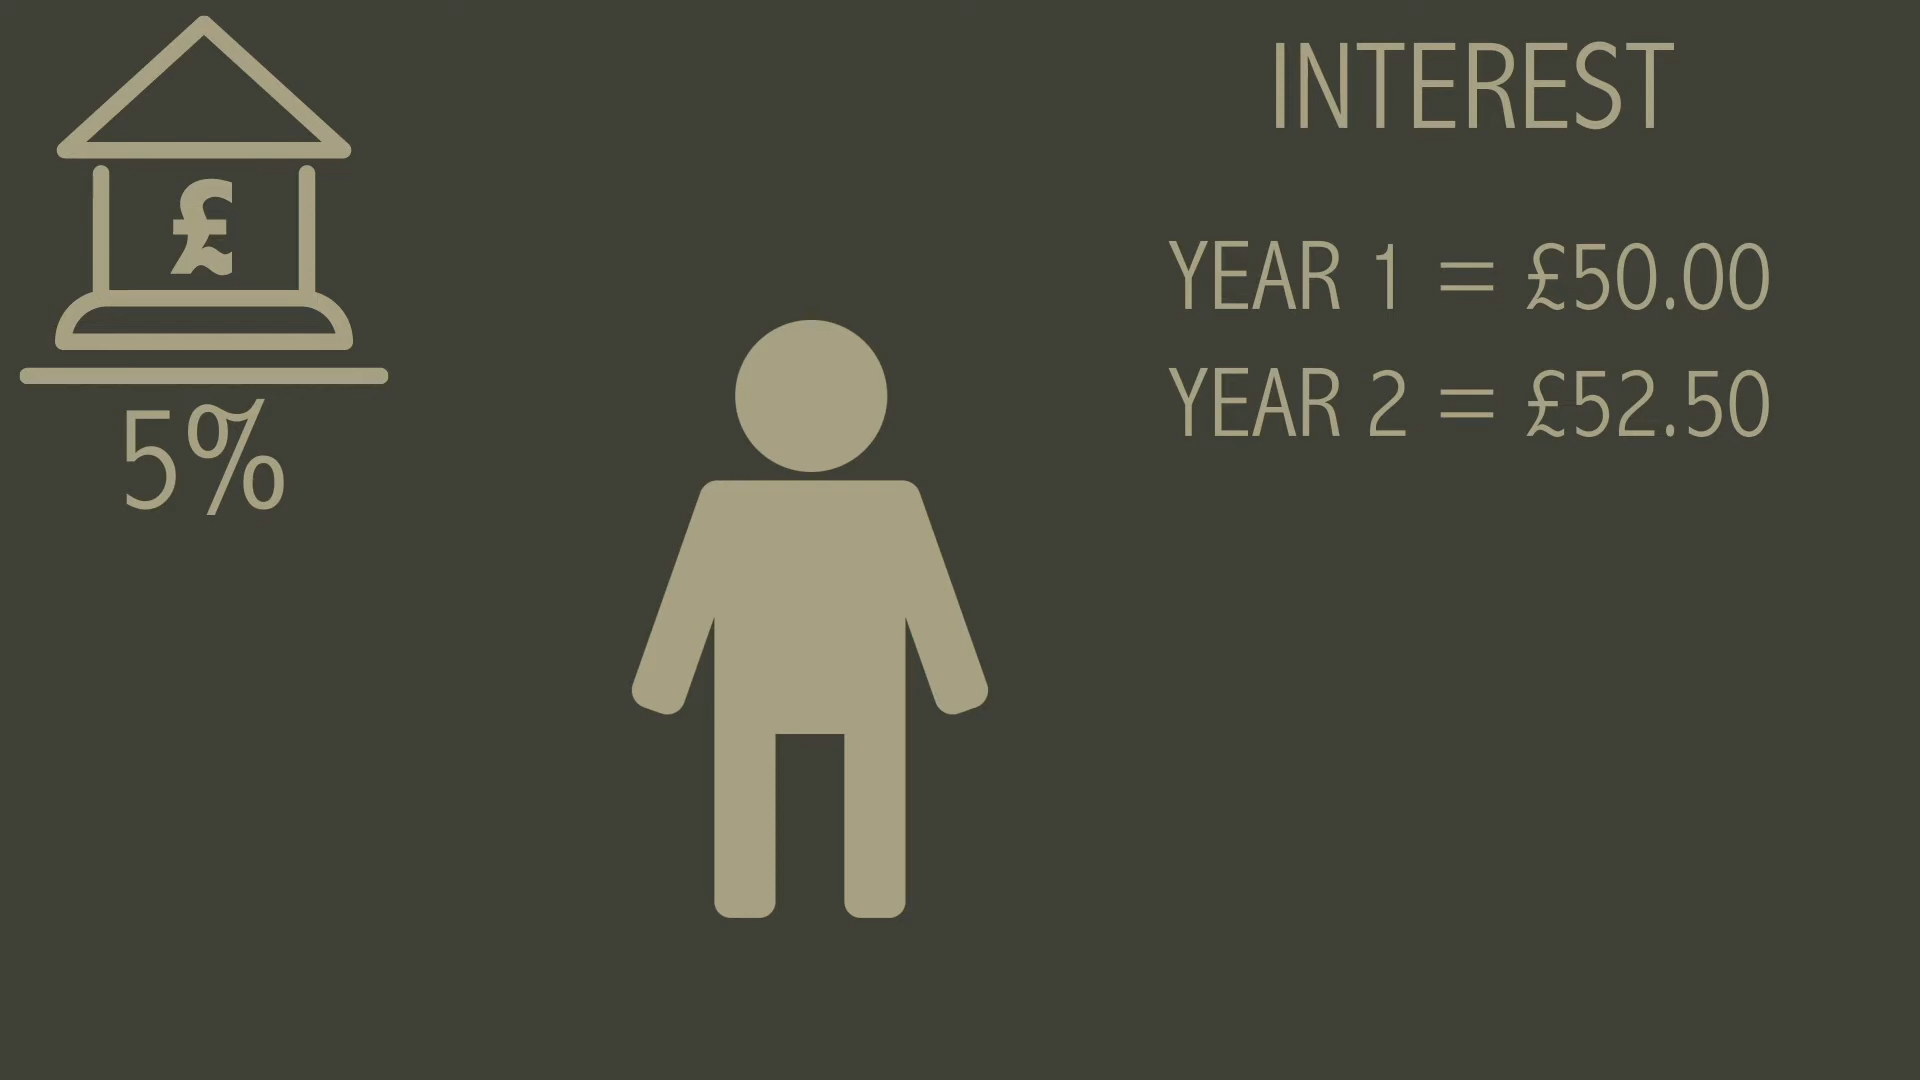 £
5%
INTEREST
YEAR 1 = £50.00
YEAR 2 = £52.50